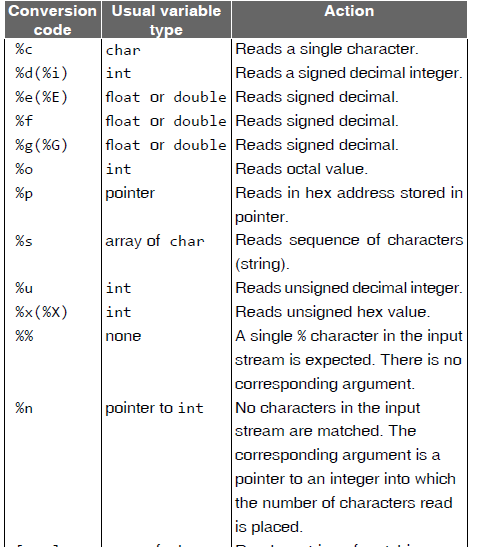 Conversion Usual variable Action
code type
%c char Reads a single character.
%d(%i) int Reads a signed decimal integer.
%e(%E) float or double Reads signed decimal.
%f float or double Reads signed decimal.
%g(%G) float or double Reads signed decimal.
%o int Reads octal value.
%p pointer Reads in hex address stored in
pointer.
%s array of char Reads sequence of characters
(string).
%u int Reads unsigned decimal integer.
%x(%X) int Reads unsigned hex value.
%% none A single % character in the input
stream is expected. There is no
corresponding argument.
%n pointer to int No characters in the input
stream are matched. The
corresponding argument is a
pointer to an integer into which
the number of characters read
is placed.